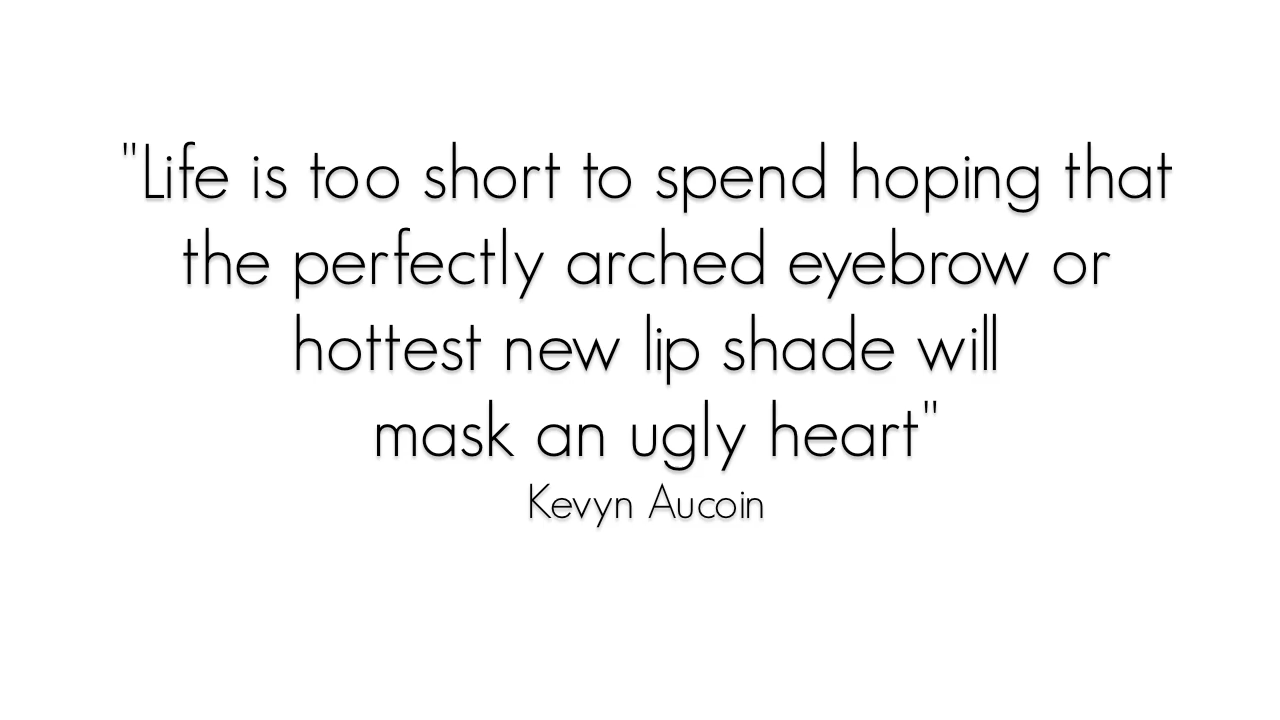 "Life is too short to spend hoping that
the perfectly arched eyebrow or
hottest new lip shade will
mask an ugly heart"
Kevyn Aucoin